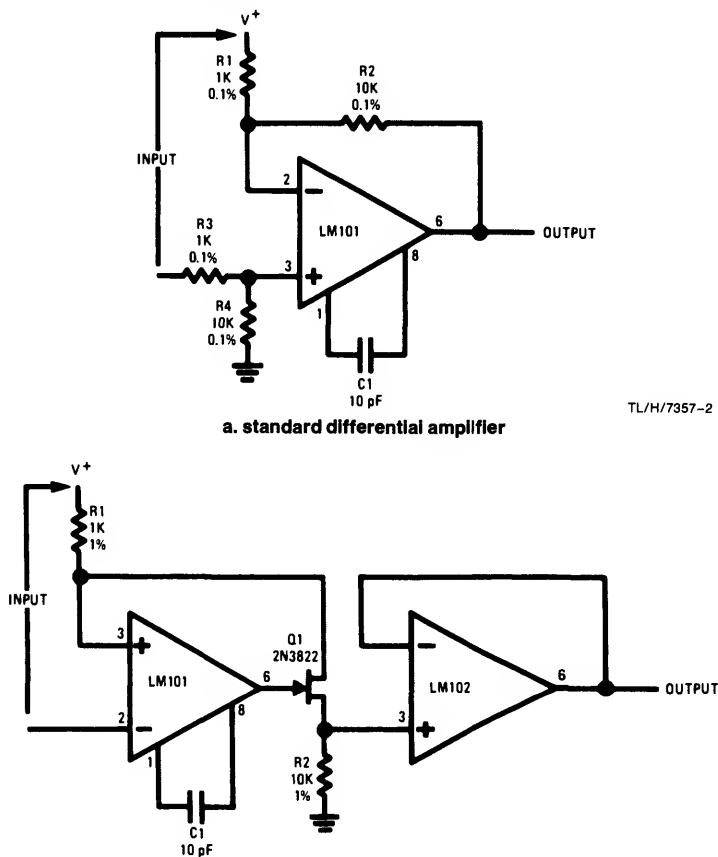 V+
R1
1K
0.1%
R2
10K
0.1%
INPUT
2
−
LM101
6
OUTPUT
R3
1K
0.1%
3
+
8
R4
10K
0.1%
1
C1
10 pF
TL/H/7357–2
a. standard differential amplifier
V+
R1
1K
1%
INPUT
3
+
LM101
6
Q1
2N3822
8
2
−
1
C1
10 pF
−
LM102
6
OUTPUT
3
+
R2
10K
1%